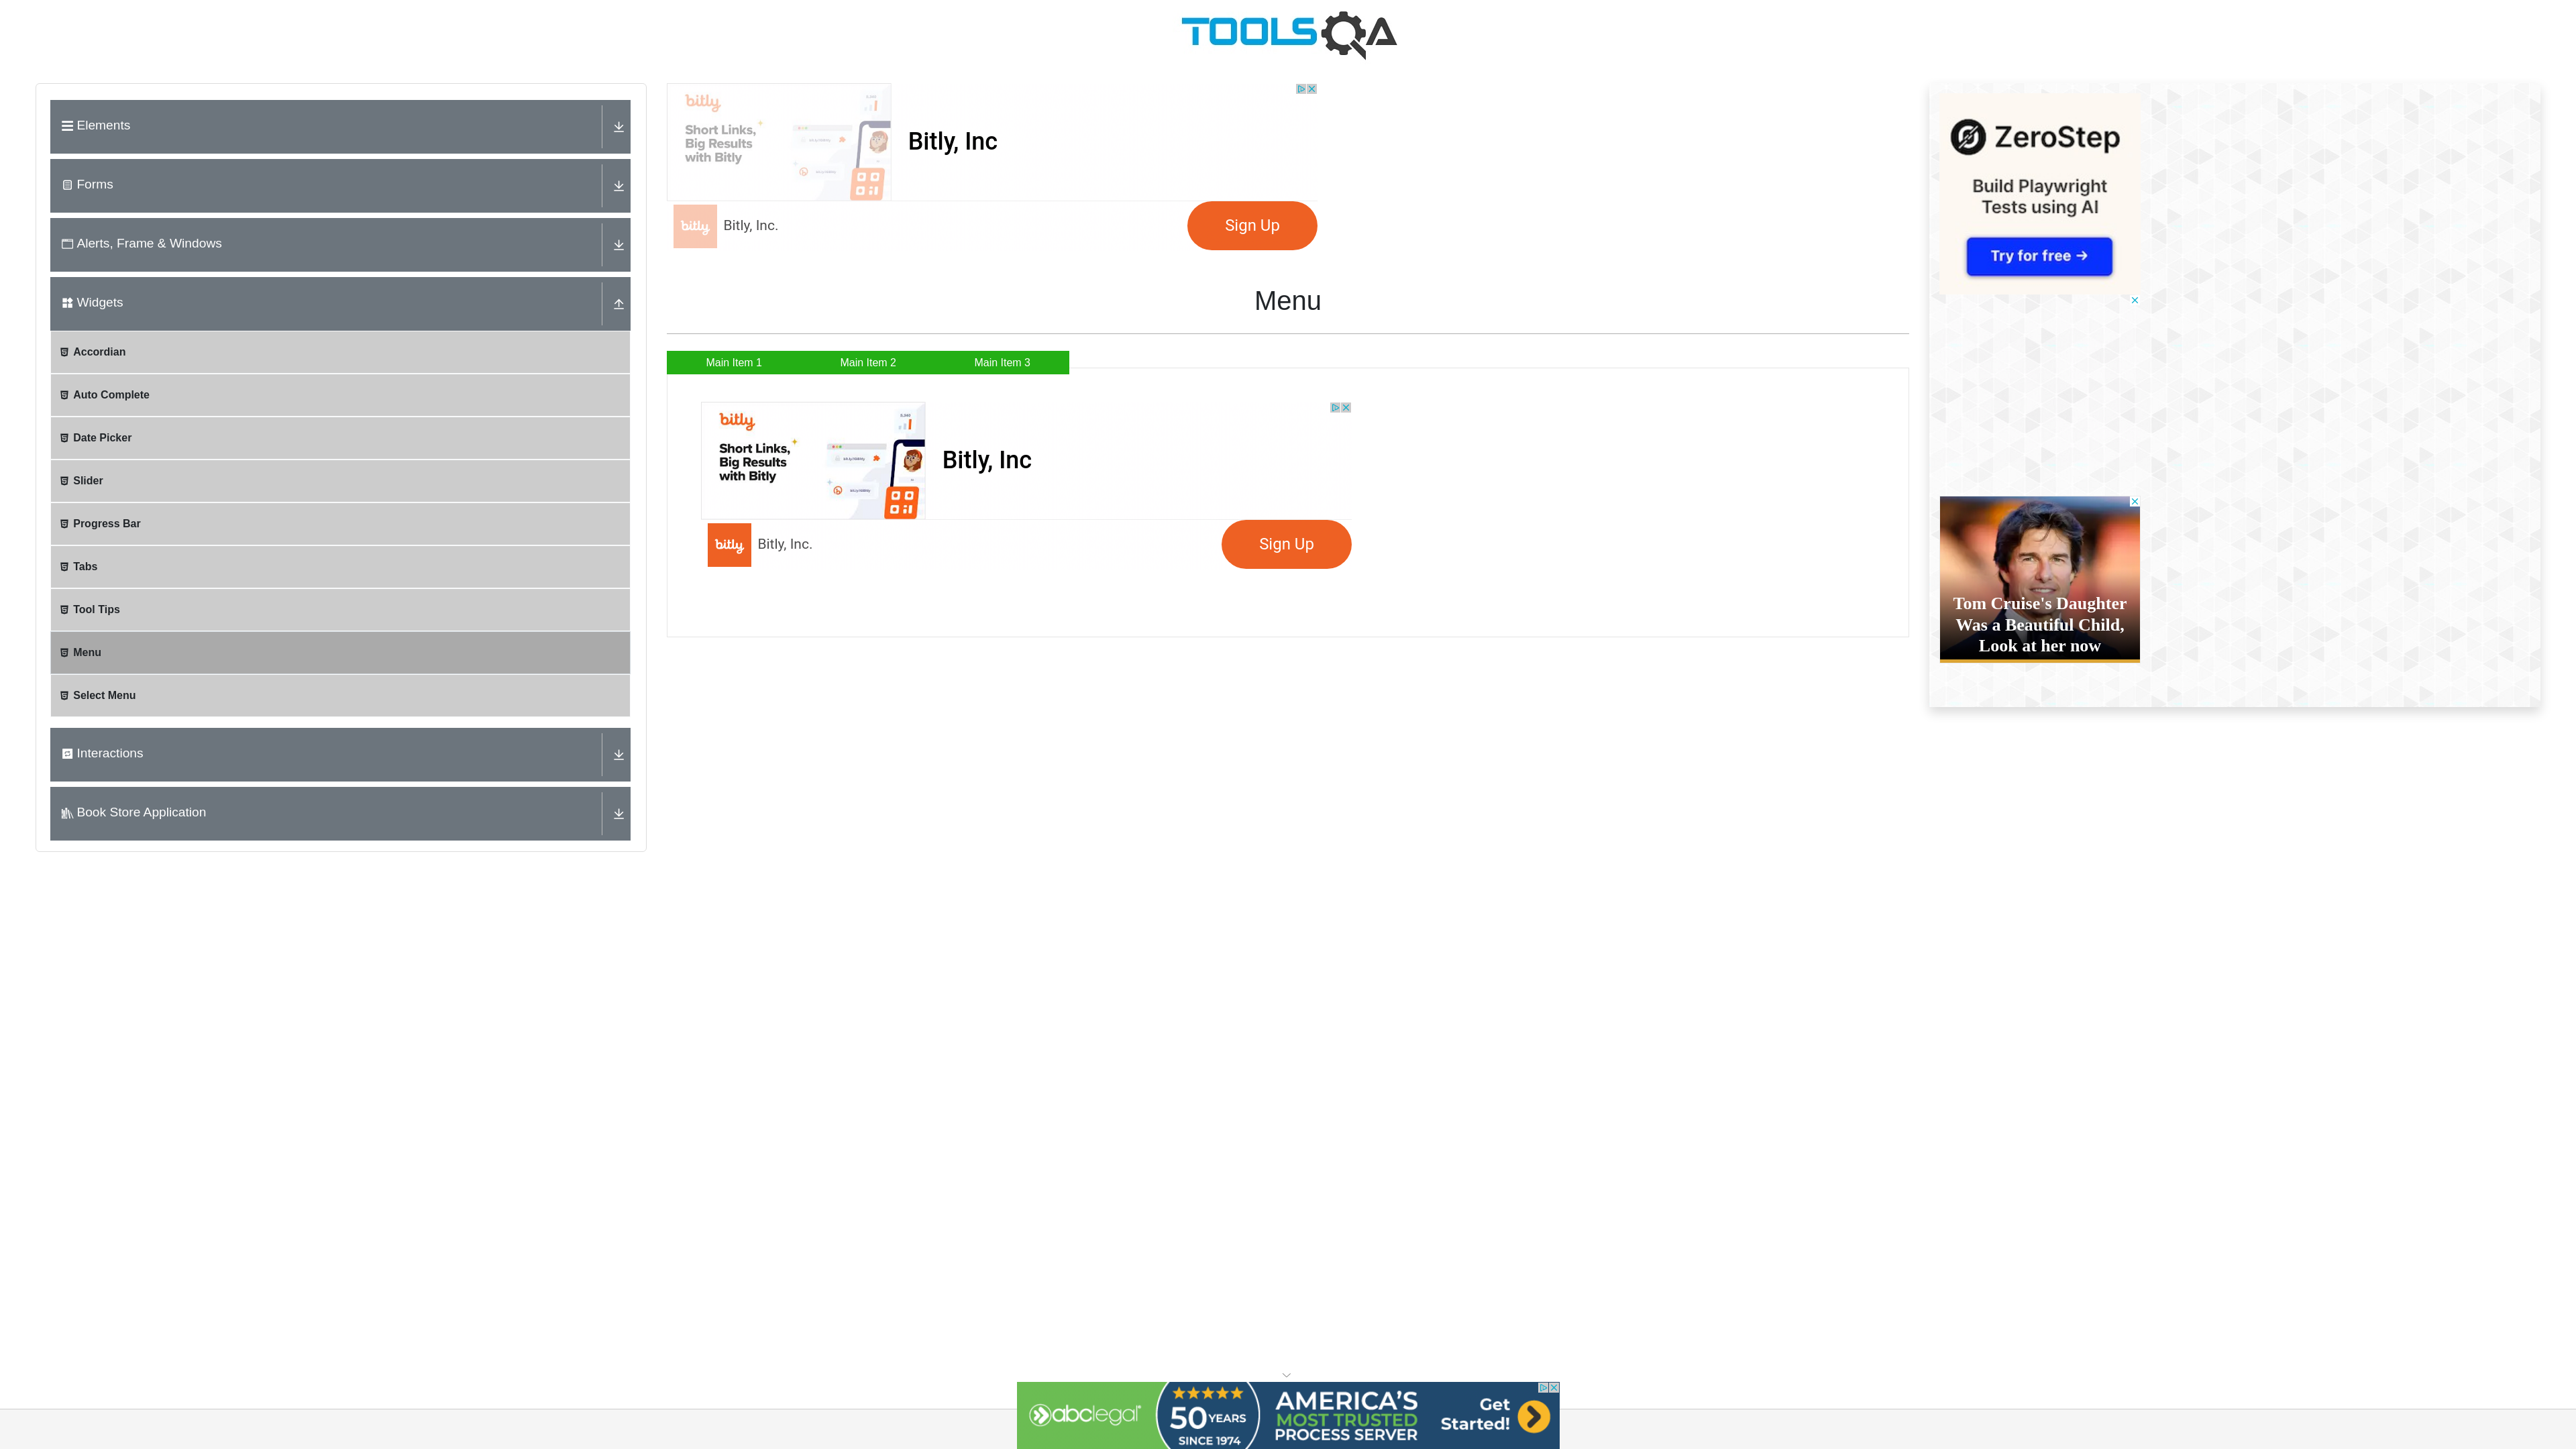 TOOLSQA
Elements
Forms
Alerts, Frame & Windows
Widgets
Accordian
Auto Complete
Date Picker
Slider
Progress Bar
Tabs
Tool Tips
Menu
Select Menu
Interactions
Book Store Application
bitly
Short Links,
Big Results
with Bitly
Bitly, Inc
bitly
Bitly, Inc.
Sign Up
Menu
Main Item 1
Main Item 2
Main Item 3
bitly
Short Links,
Big Results
with Bitly
Bitly, Inc
bitly
Bitly, Inc.
Sign Up
ZeroStep
Build Playwright
Tests using AI
Try for free →
Tom Cruise's Daughter
Was a Beautiful Child,
Look at her now
abclegal
50 YEARS
SINCE 1974
AMERICA'S
MOST TRUSTED
PROCESS SERVER
Get
Started!